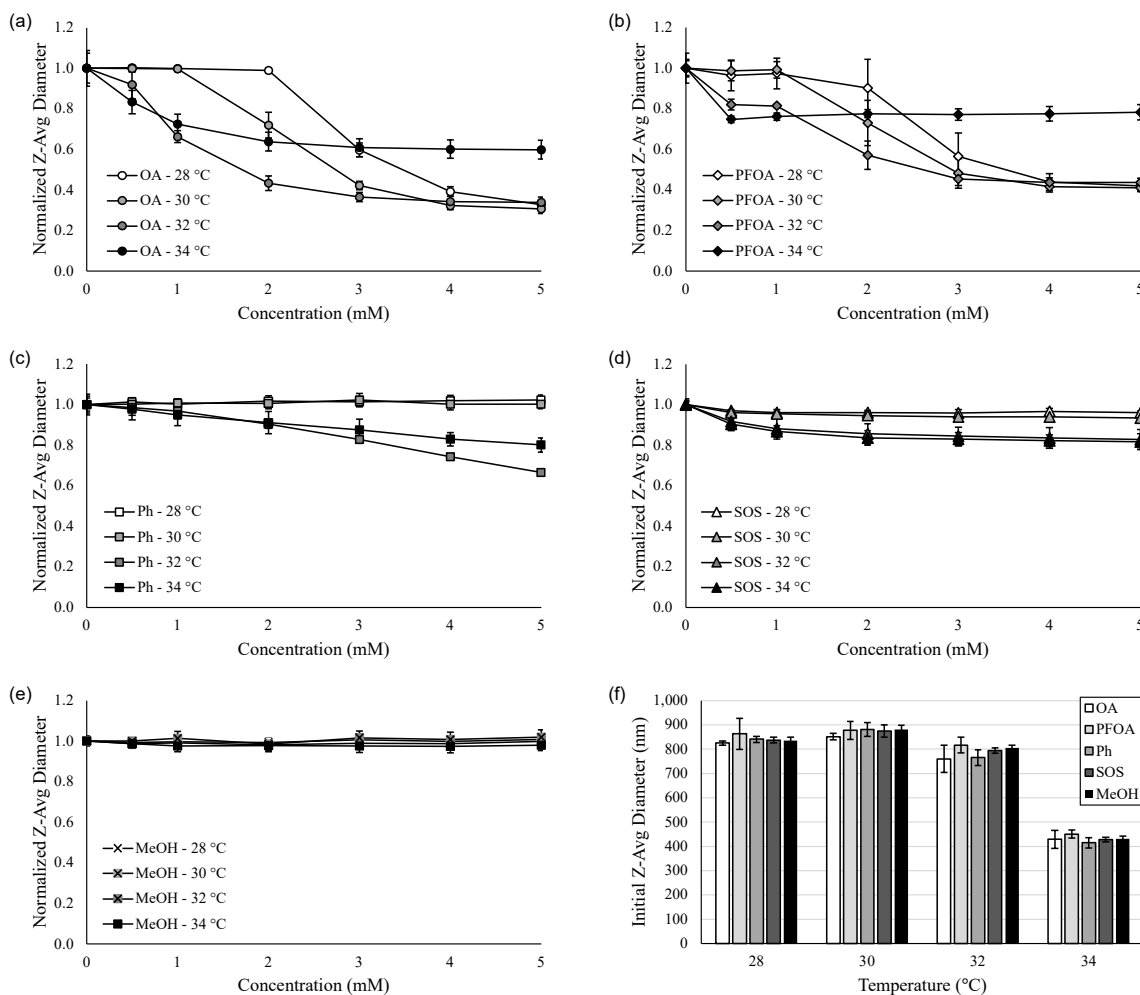 (a)
1.2
1.0
0.8
0.6
0.4
0.2
0.0
Normalized Z-Avg Diameter
OA - 28 °C
OA - 30 °C
OA - 32 °C
OA - 34 °C
0 1 2 3 4 5
Concentration (mM)
(b)
1.2
1.0
0.8
0.6
0.4
0.2
0.0
Normalized Z-Avg Diameter
PFOA - 28 °C
PFOA - 30 °C
PFOA - 32 °C
PFOA - 34 °C
0 1 2 3 4 5
Concentration (mM)
(c)
1.2
1.0
0.8
0.6
0.4
0.2
0.0
Normalized Z-Avg Diameter
Ph - 28 °C
Ph - 30 °C
Ph - 32 °C
Ph - 34 °C
0 1 2 3 4 5
Concentration (mM)
(d)
1.2
1.0
0.8
0.6
0.4
0.2
0.0
Normalized Z-Avg Diameter
SOS - 28 °C
SOS - 30 °C
SOS - 32 °C
SOS - 34 °C
0 1 2 3 4 5
Concentration (mM)
(e)
1.2
1.0
0.8
0.6
0.4
0.2
0.0
Normalized Z-Avg Diameter
MeOH - 28 °C
MeOH - 30 °C
MeOH - 32 °C
MeOH - 34 °C
0 1 2 3 4 5
Concentration (mM)
(f)
1,000
900
800
700
600
500
400
300
200
100
0
Initial Z-Avg Diameter (nm)
OA
PFOA
Ph
SOS
MeOH
28 30 32 34
Temperature (°C)